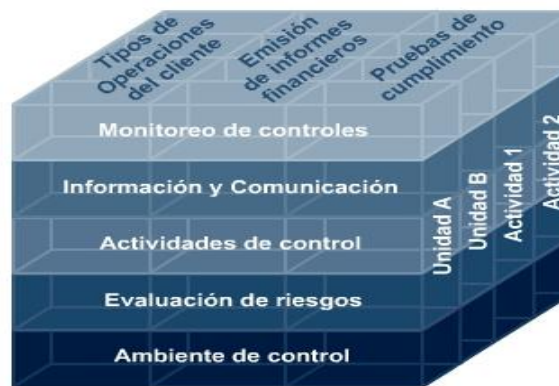 Tipos de
Operaciones
del cliente
Emisión
de informes
financieros
Pruebas de
cumplimiento
Monitoreo de controles
Información y Comunicación
Actividades de control
Evaluación de riesgos
Ambiente de control
Unidad A
Unidad B
Actividad 1
Actividad 2